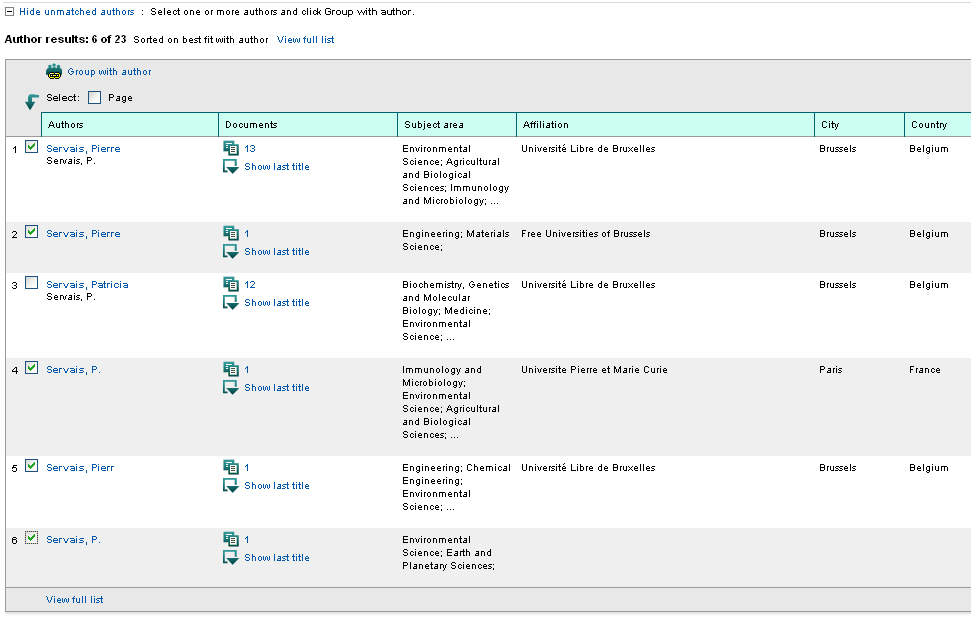 Hide unmatched authors : Select one or more authors and click Group with author.
Author results: 6 of 23 Sorted on best fit with author View full list
Group with author
Select: Page
Authors Documents Subject area Affiliation City Country
1 Servais, Pierre 13 Environmental Université Libre de Bruxelles Brussels Belgium
Servais, P. Science; Agricultural
Show last title and Biological
Sciences; Immunology
and Microbiology; ...
2 Servais, Pierre 1 Engineering; Materials Free Universities of Brussels Brussels Belgium
Show last title Science;
3 Servais, Patricia 12 Biochemistry, Genetics Université Libre de Bruxelles Brussels Belgium
Servais, P. and Molecular
Show last title Biology; Medicine;
Environmental
Science; ...
4 Servais, P. 1 Immunology and Universite Pierre et Marie Curie Paris France
Show last title Microbiology;
Environmental
Science; Agricultural
and Biological
Sciences; ...
5 Servais, Pierr 1 Engineering; Chemical Université Libre de Bruxelles Brussels Belgium
Show last title Engineering;
Environmental
Science; ...
6 Servais, P. 1 Environmental
Show last title Science; Earth and
Planetary Sciences;
View full list